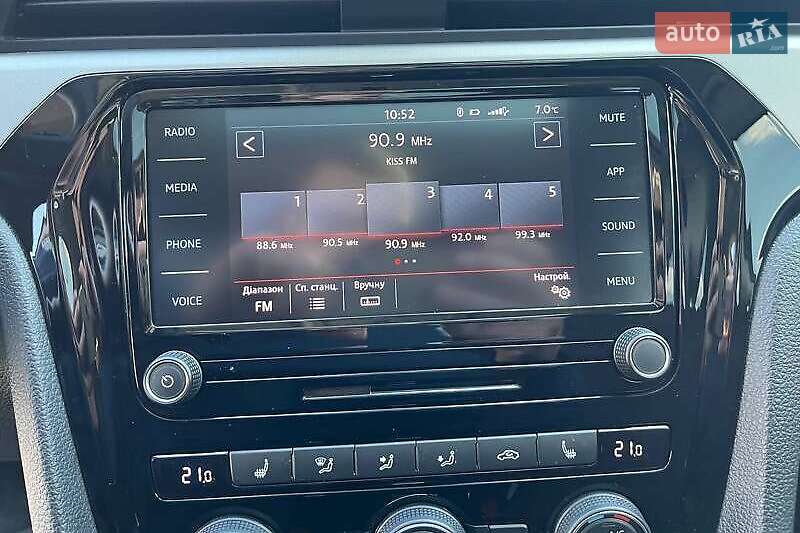 auto RIA
.com
10:52 7.0°C
RADIO
MEDIA
PHONE
VOICE
90.9 MHz
KISS FM
1 2 3 4 5
88.6 MHz 90.5 MHz 90.9 MHz 92.0 MHz 99.3 MHz
Діапазон Сп. станц. Вручну Настрой.
FM
MUTE
APP
SOUND
MENU
21.0 21.0